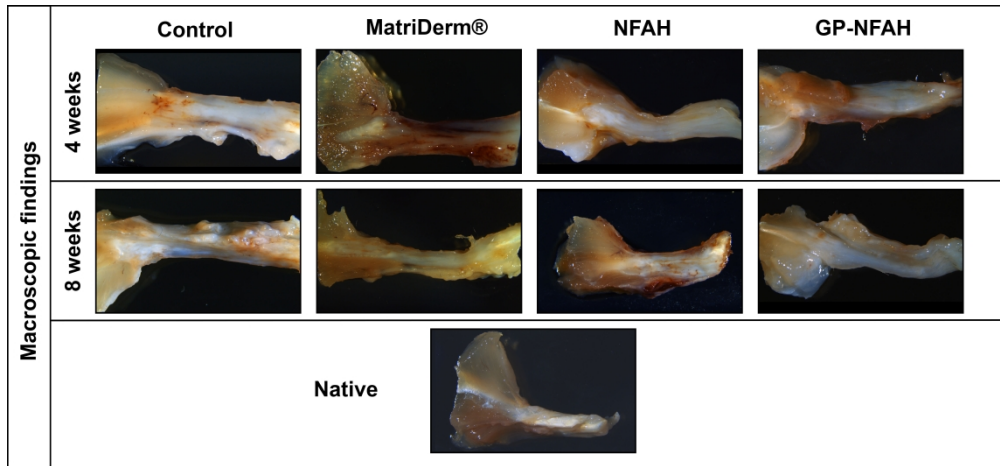 Control
MatriDerm®
NFAH
GP-NFAH
Macroscopic findings
4 weeks
8 weeks
Native